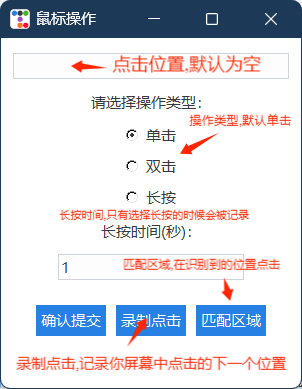 鼠标操作
点击位置,默认为空
请选择操作类型:
操作类型,默认单击
单击
双击
长按
长按时间,只有选择长按的时候会被记录
长按时间(秒):
1
匹配区域,在识别到的位置点击
确认提交 录制点击 匹配区域
录制点击,记录你屏幕中点击的下一个位置